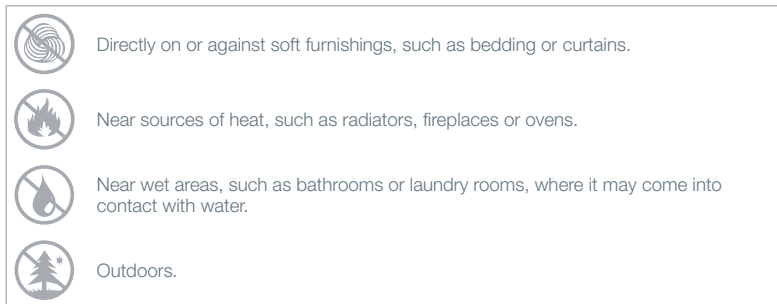 Directly on or against soft furnishings, such as bedding or curtains.
Near sources of heat, such as radiators, fireplaces or ovens.
Near wet areas, such as bathrooms or laundry rooms, where it may come into
contact with water.
Outdoors.